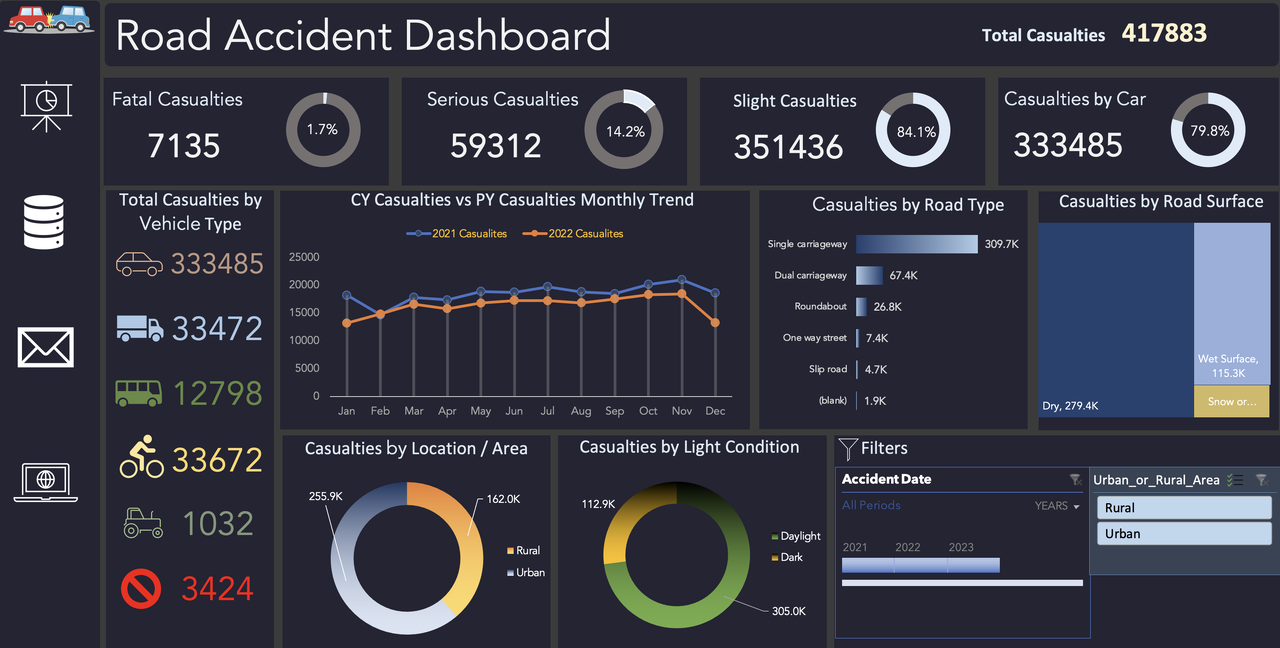 Road Accident Dashboard
Total Casualties 417883
Fatal Casualties
7135
1.7%
Serious Casualties
59312
14.2%
Slight Casualties
351436
84.1%
Casualties by Car
333485
79.8%
Total Casualties by
Vehicle Type
333485
33472
12798
33672
1032
3424
CY Casualties vs PY Casualties Monthly Trend
2021 Casualites 2022 Casualites
25000
20000
15000
10000
5000
0
Jan Feb Mar Apr May Jun Jul Aug Sep Oct Nov Dec
Casualties by Road Type
Single carriageway 309.7K
Dual carriageway 67.4K
Roundabout 26.8K
One way street 7.4K
Slip road 4.7K
(blank) 1.9K
Casualties by Road Surface
Wet Surface,
115.3K
Dry, 279.4K
Snow or...
Casualties by Location / Area
255.9K
162.0K
Rural
Urban
Casualties by Light Condition
112.9K
Daylight
Dark
305.0K
Filters
Accident Date
All Periods YEARS
2021 2022 2023
Urban_or_Rural_Area
Rural
Urban